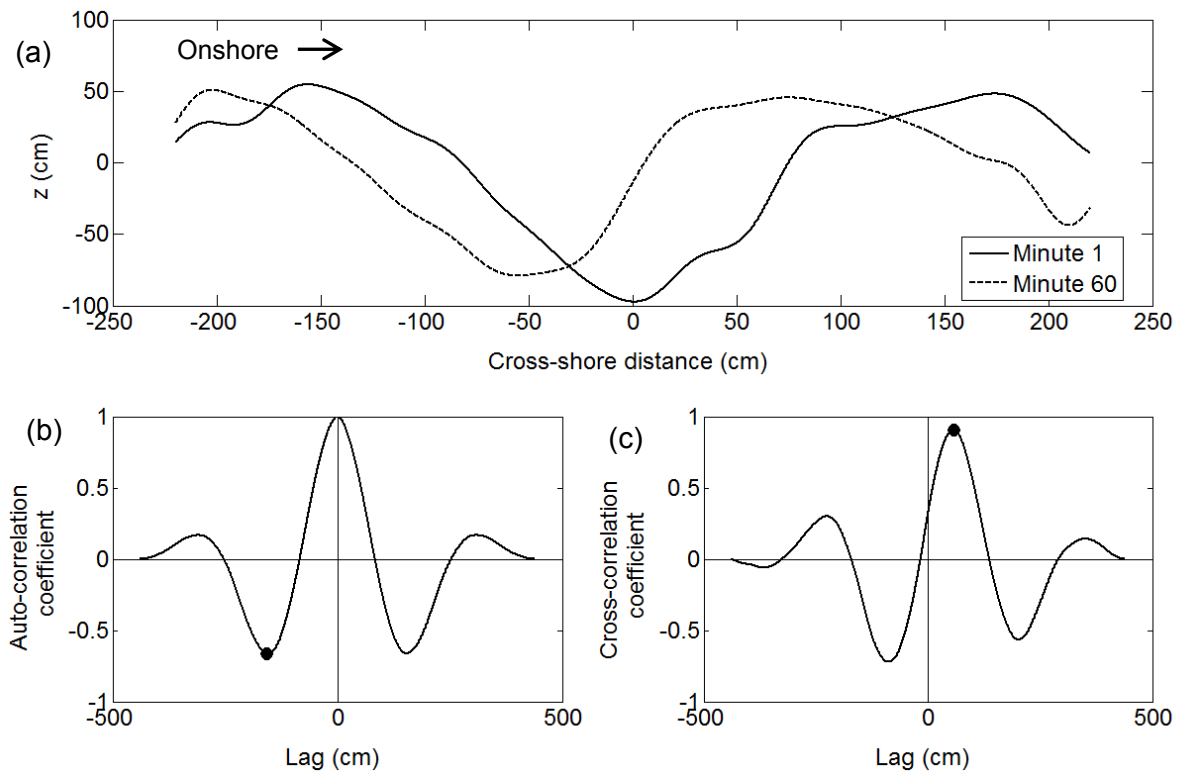 (a)
Onshore
100
50
0
-50
-100
z (cm)
-250 -200 -150 -100 -50 0 50 100 150 200 250
Cross-shore distance (cm)
Minute 1
Minute 60
(b)
1
0.5
0
-0.5
-1
Auto-correlation
coefficient
-500 0 500
Lag (cm)
(c)
1
0.5
0
-0.5
-1
Cross-correlation
coefficient
-500 0 500
Lag (cm)